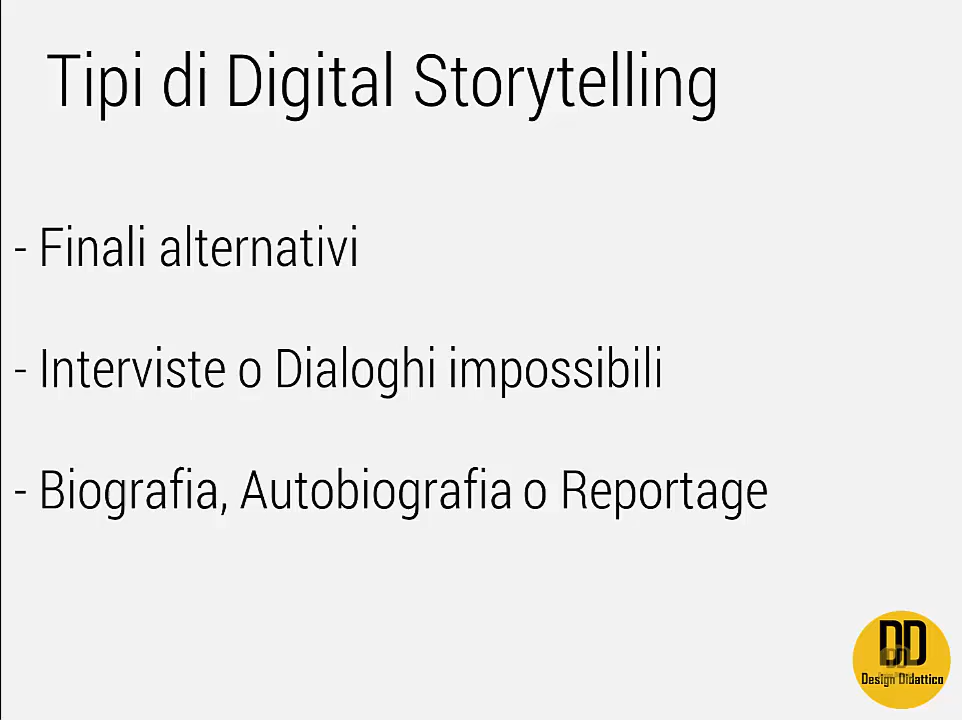 Tipi di Digital Storytelling
- Finali alternativi
- Interviste o Dialoghi impossibili
- Biografia, Autobiografia o Reportage
DD
Design Didattico